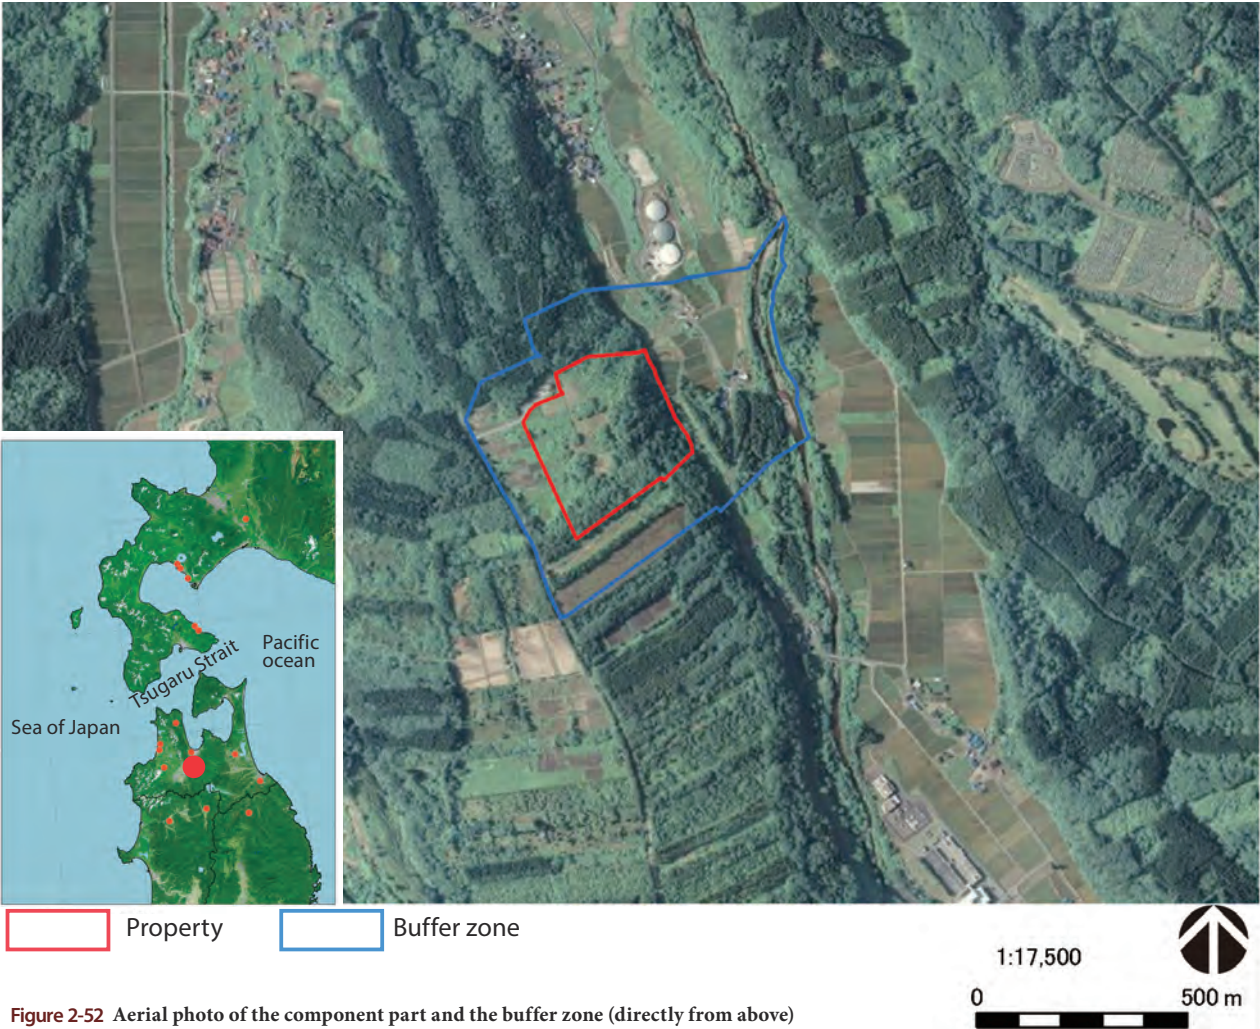 Pacific
ocean
Tsugaru Strait
Sea of Japan
Property
Buffer zone
1:17,500
0 500 m
Figure 2-52 Aerial photo of the component part and the buffer zone (directly from above)